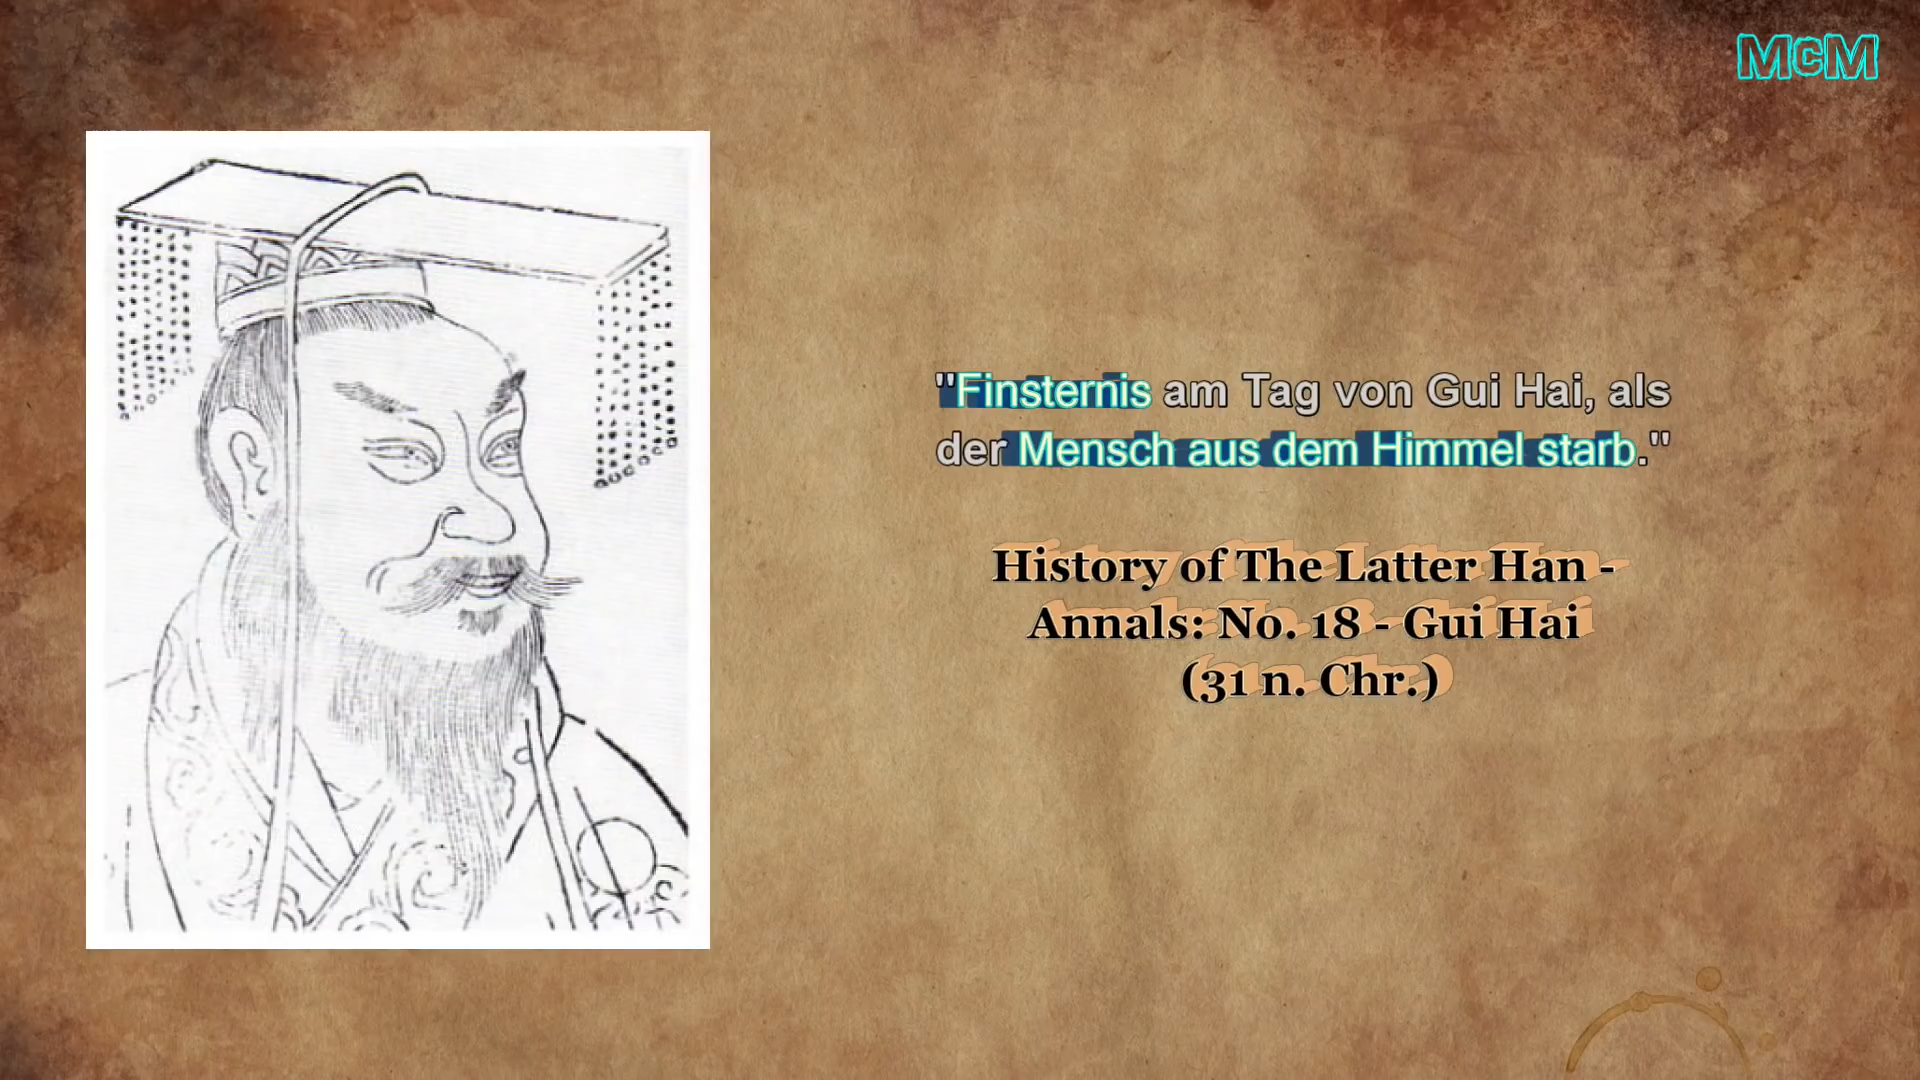 McM
"Finsternis am Tag von Gui Hai, als
der Mensch aus dem Himmel starb."
History of The Latter Han -
Annals: No. 18 - Gui Hai
(31 n. Chr.)